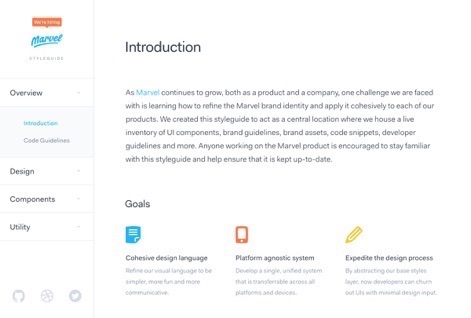 We're hiring
Marvel
STYLEGUIDE
Overview
Introduction
Code Guidelines
Design
Components
Utility
Introduction
As Marvel continues to grow, both as a product and a company, one challenge we are faced
with is learning how to refine the Marvel brand identity and apply it cohesively to each of our
products. We created this styleguide to act as a central location where we house a live
inventory of UI components, brand guidelines, brand assets, code snippets, developer
guidelines and more. Anyone working on the Marvel product is encouraged to stay familiar
with this styleguide and help ensure that it is kept up-to-date.
Goals
Cohesive design language
Refine our visual language to be
simpler, more fun and more
communicative.
Platform agnostic system
Develop a single, unified system
that is transferrable across all
platforms and devices.
Expedite the design process
By abstracting our base styles
layer, now developers can churn
out UIs with minimal design input.